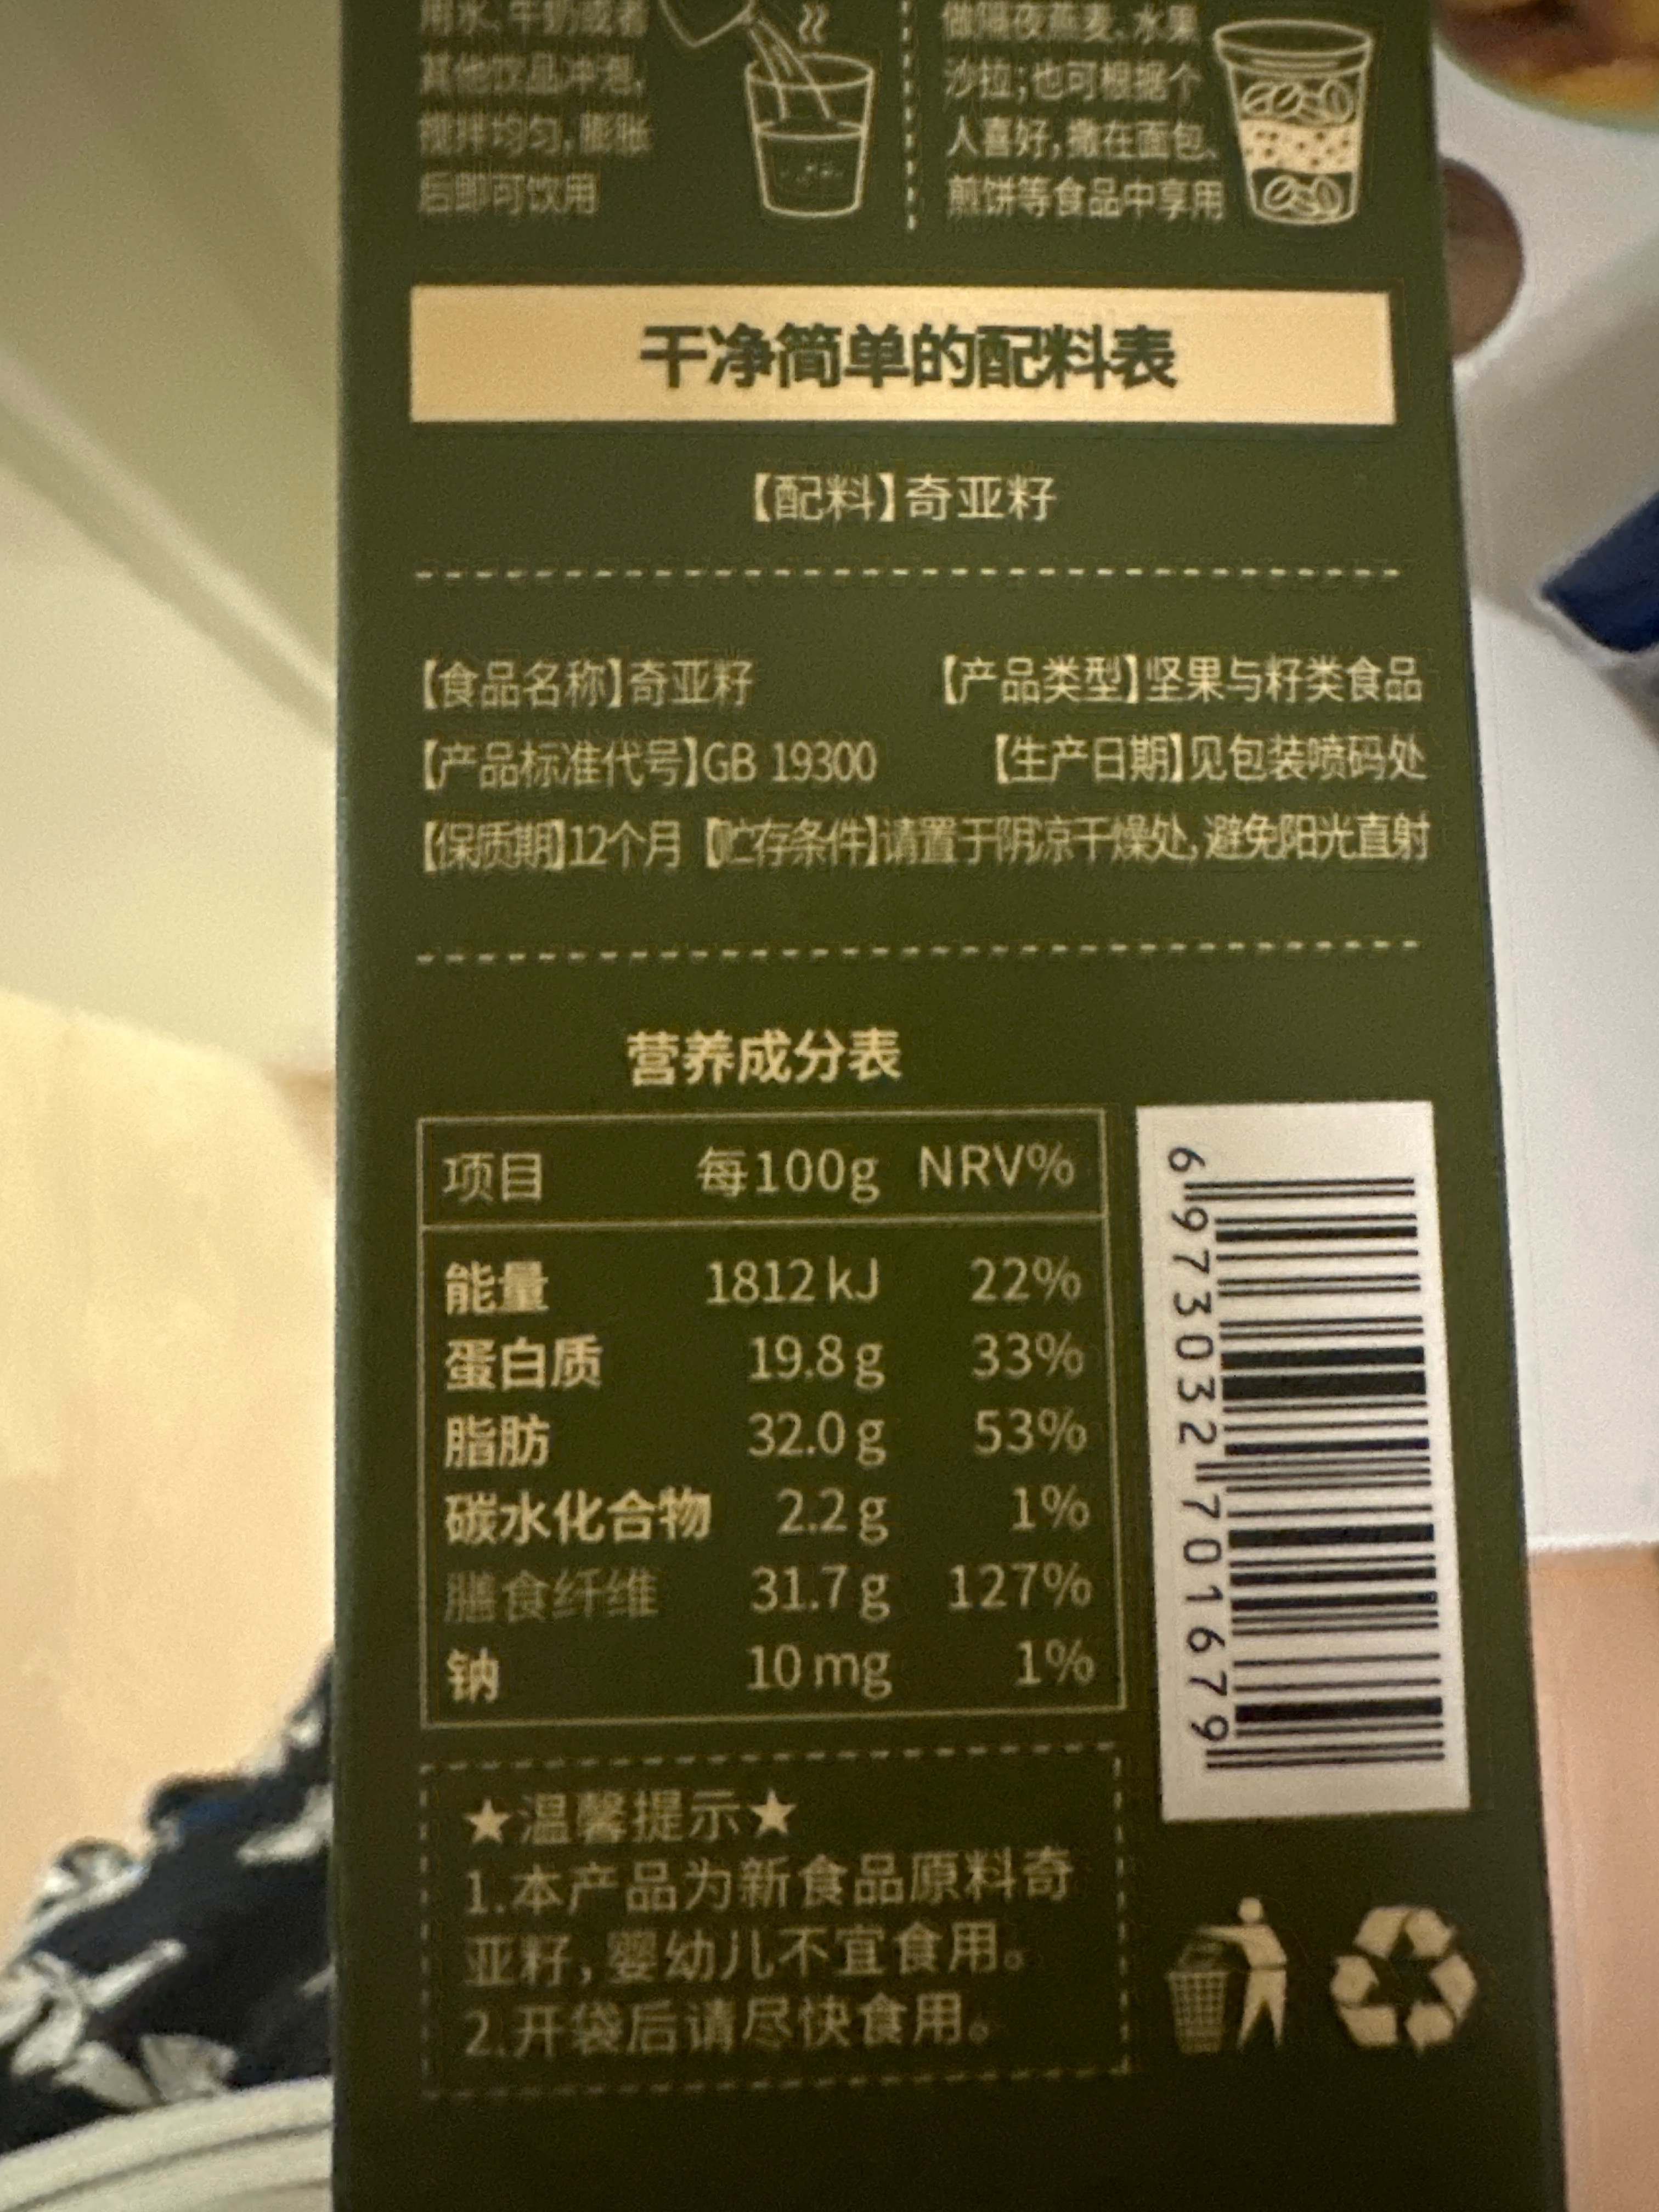 用水、牛奶或者
其他饮品冲泡,
搅拌均匀,膨胀
后即可饮用
做隔夜燕麦、水果
沙拉;也可根据个
人喜好,撒在面包、
煎饼等食品中享用
干净简单的配料表
【配料】奇亚籽
【食品名称】奇亚籽 【产品类型】坚果与籽类食品
【产品标准代号】GB 19300 【生产日期】见包装喷码处
【保质期】12个月 【贮存条件】请置于阴凉干燥处,避免阳光直射
营养成分表
项目 每100g NRV%
能量 1812 kJ 22%
蛋白质 19.8 g 33%
脂肪 32.0 g 53%
碳水化合物 2.2 g 1%
膳食纤维 31.7 g 127%
钠 10 mg 1%
6 973032 701679
★温馨提示★
1.本产品为新食品原料奇
亚籽,婴幼儿不宜食用。
2.开袋后请尽快食用。